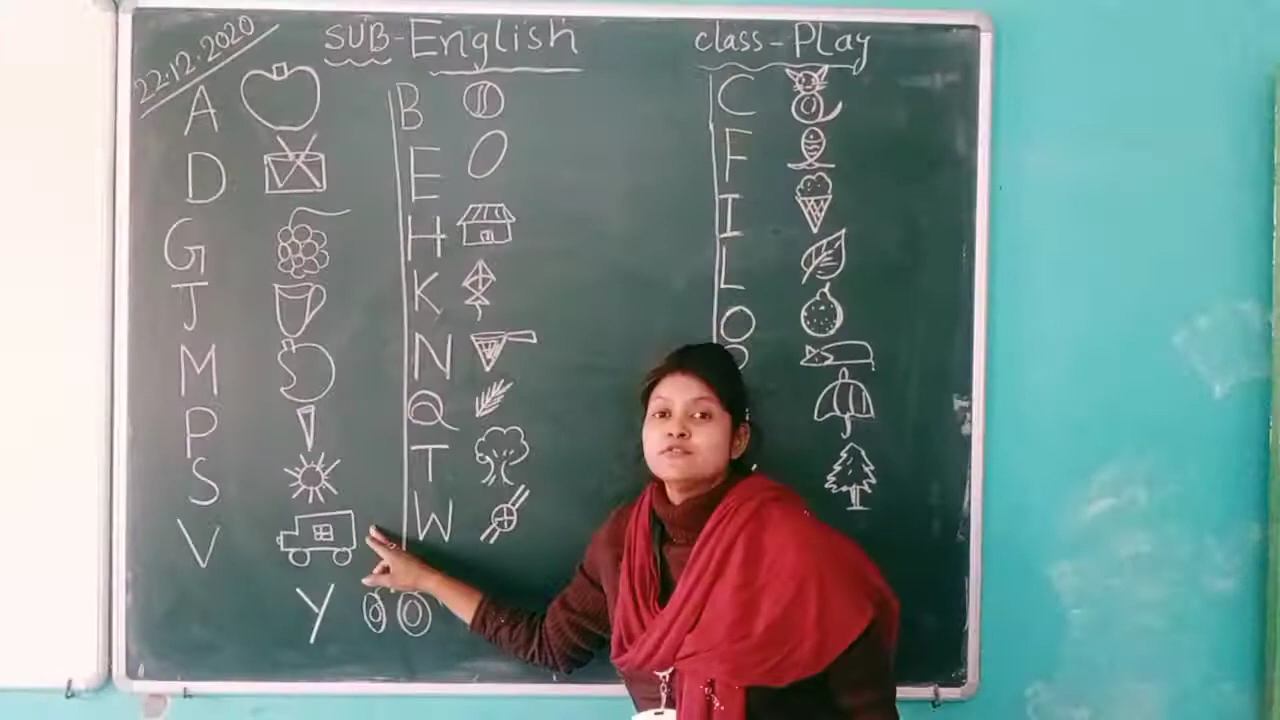 22.12.2020 SUB-English class-PLay
A B C
D E F
G H I
J K L
M N O
P Q
S T
V W
Y